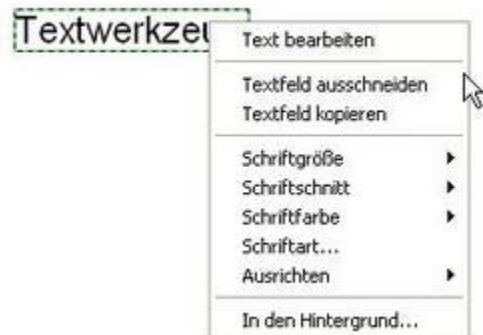 Textwerkzeu
Text bearbeiten
Textfeld ausschneiden
Textfeld kopieren
Schriftgröße
Schriftschnitt
Schriftfarbe
Schriftart...
Ausrichten
In den Hintergrund...